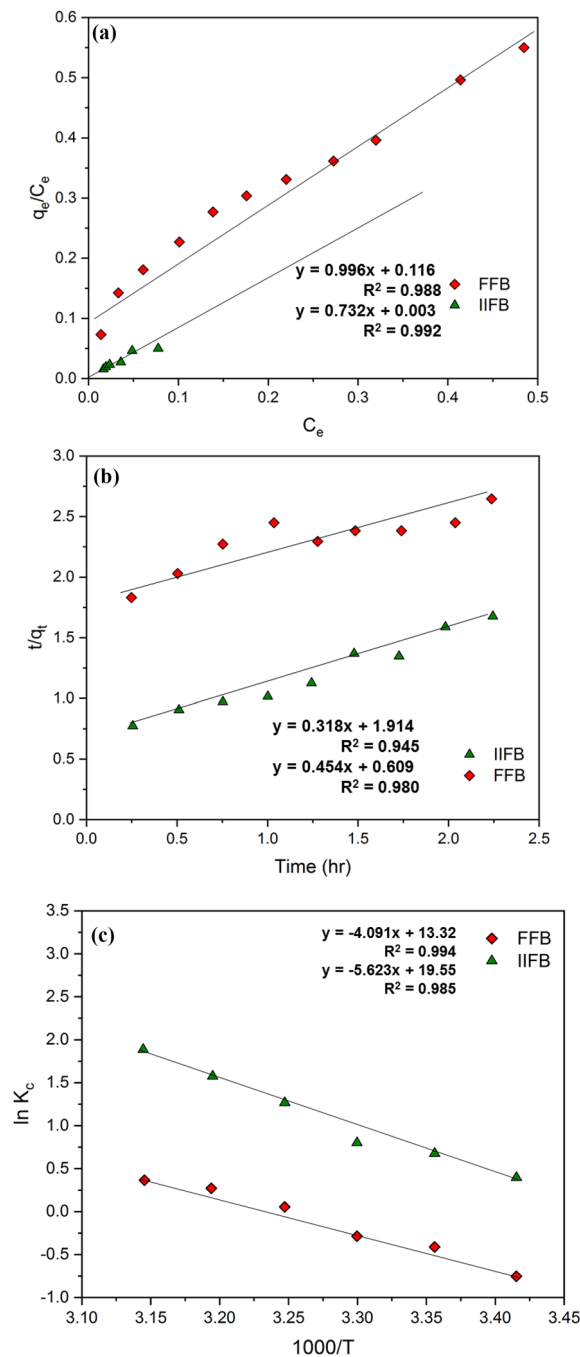 (a)
0.6
0.5
0.4
0.3
0.2
0.1
0.0
qₑ/Cₑ
y = 0.996x + 0.116
R² = 0.988
y = 0.732x + 0.003
R² = 0.992
FFB
IIFB
0.0 0.1 0.2 0.3 0.4 0.5
Cₑ
(b)
3.0
2.5
2.0
1.5
1.0
0.5
0.0
t/qₜ
y = 0.318x + 1.914
R² = 0.945
y = 0.454x + 0.609
R² = 0.980
IIFB
FFB
0.0 0.5 1.0 1.5 2.0 2.5
Time (hr)
(c)
3.5
3.0
2.5
2.0
1.5
1.0
0.5
0.0
-0.5
-1.0
ln K꜀
y = -4.091x + 13.32
R² = 0.994
y = -5.623x + 19.55
R² = 0.985
FFB
IIFB
3.10 3.15 3.20 3.25 3.30 3.35 3.40 3.45
1000/T